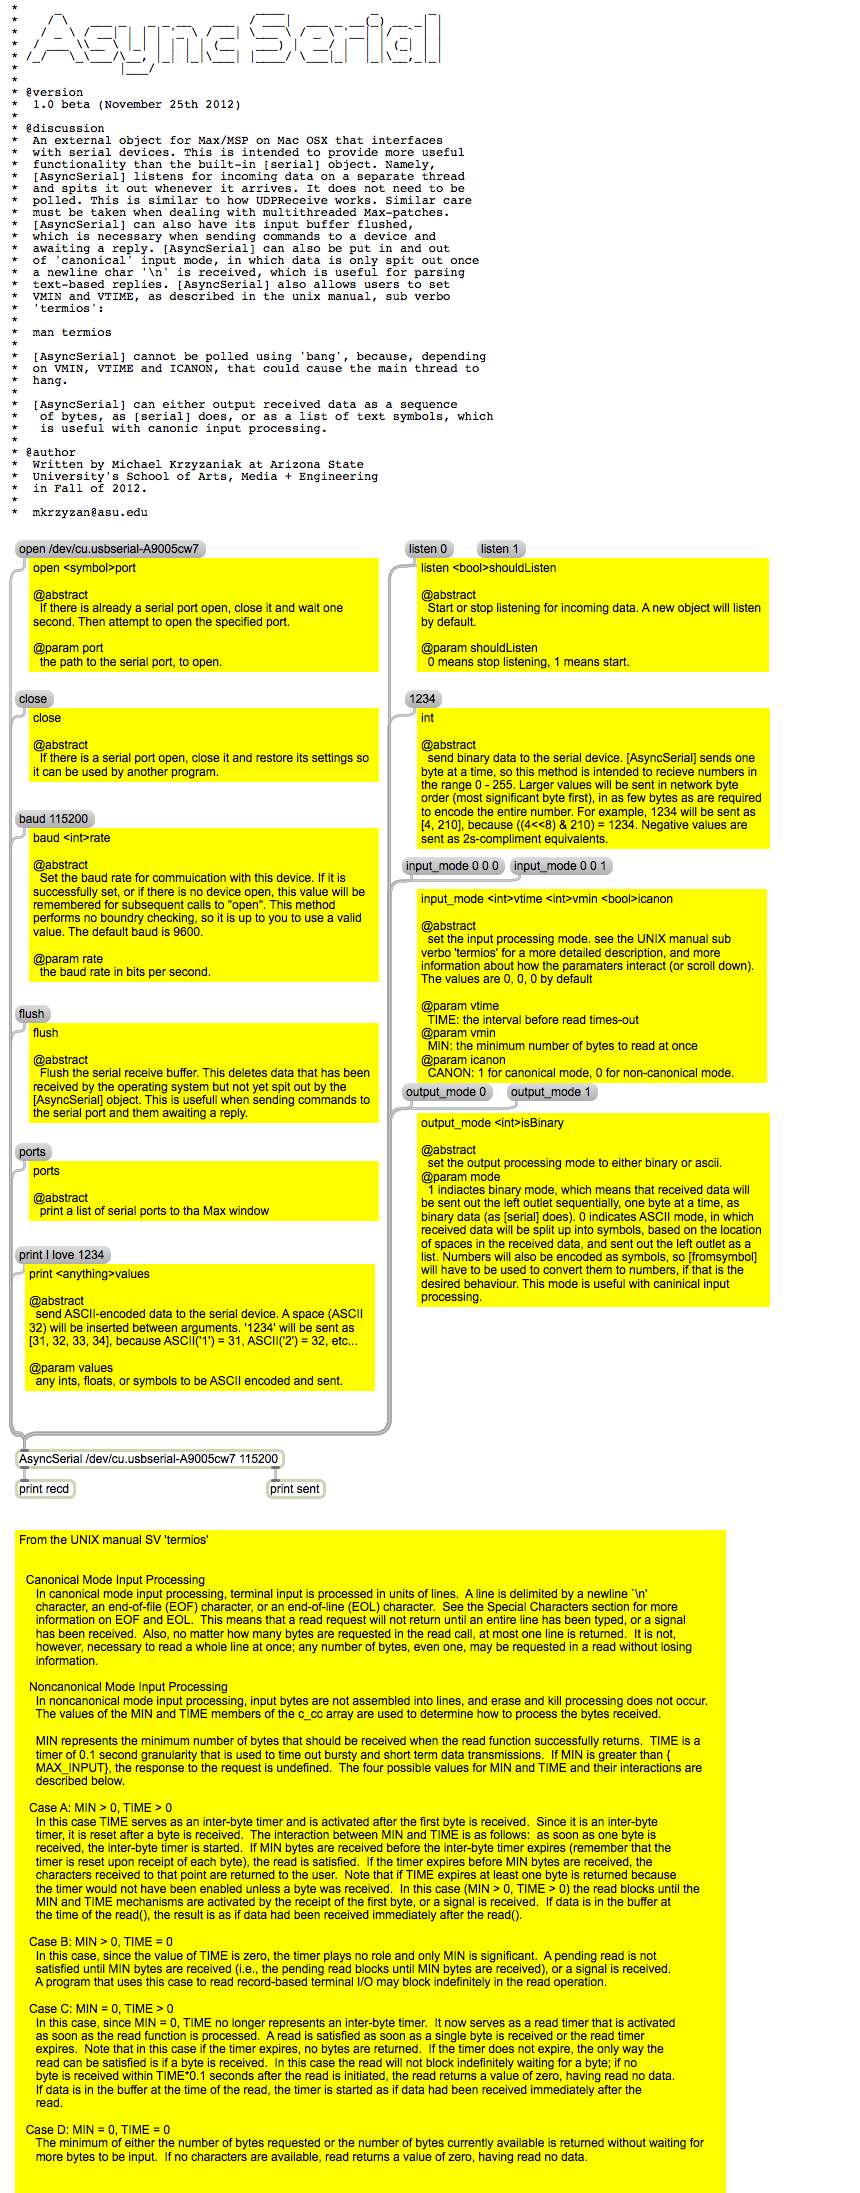 AsyncSerial
* @version
* 1.0 beta (November 25th 2012)
*
* @discussion
* An external object for Max/MSP on Mac OSX that interfaces
* with serial devices. This is intended to provide more useful
* functionality than the built-in [serial] object. Namely,
* [AsyncSerial] listens for incoming data on a separate thread
* and spits it out whenever it arrives. It does not need to be
* polled. This is similar to how UDPReceive works. Similar care
* must be taken when dealing with multithreaded Max-patches.
* [AsyncSerial] can also have its input buffer flushed,
* which is necessary when sending commands to a device and
* awaiting a reply. [AsyncSerial] can also be put in and out
* of 'canonical' input mode, in which data is only spit out once
* a newline char '\n' is received, which is useful for parsing
* text-based replies. [AsyncSerial] also allows users to set
* VMIN and VTIME, as described in the unix manual, sub verbo
* 'termios':
*
* man termios
*
* [AsyncSerial] cannot be polled using 'bang', because, depending
* on VMIN, VTIME and ICANON, that could cause the main thread to
* hang.
*
* [AsyncSerial] can either output received data as a sequence
* of bytes, as [serial] does, or as a list of text symbols, which
* is useful with canonic input processing.
*
* @author
* Written by Michael Krzyzaniak at Arizona State
* University's School of Arts, Media + Engineering
* in Fall of 2012.
*
* mkrzyzan@asu.edu
open /dev/cu.usbserial-A9005cw7
open <symbol>port
@abstract
If there is already a serial port open, close it and wait one
second. Then attempt to open the specified port.
@param port
the path to the serial port, to open.
close
close
@abstract
If there is a serial port open, close it and restore its settings so
it can be used by another program.
baud 115200
baud <int>rate
@abstract
Set the baud rate for commuication with this device. If it is
successfully set, or if there is no device open, this value will be
remembered for subsequent calls to "open". This method
performs no boundry checking, so it is up to you to use a valid
value. The default baud is 9600.
@param rate
the baud rate in bits per second.
flush
flush
@abstract
Flush the serial receive buffer. This deletes data that has been
received by the operating system but not yet spit out by the
[AsyncSerial] object. This is usefull when sending commands to
the serial port and them awaiting a reply.
ports
ports
@abstract
print a list of serial ports to tha Max window
print I love 1234
print <anything>values
@abstract
send ASCII-encoded data to the serial device. A space (ASCII
32) will be inserted between arguments. '1234' will be sent as
[31, 32, 33, 34], because ASCII('1') = 31, ASCII('2') = 32, etc...
@param values
any ints, floats, or symbols to be ASCII encoded and sent.
listen 0
listen 1
listen <bool>shouldListen
@abstract
Start or stop listening for incoming data. A new object will listen
by default.
@param shouldListen
0 means stop listening, 1 means start.
1234
int
@abstract
send binary data to the serial device. [AsyncSerial] sends one
byte at a time, so this method is intended to recieve numbers in
the range 0 - 255. Larger values will be sent in network byte
order (most significant byte first), in as few bytes as are required
to encode the entire number. For example, 1234 will be sent as
[4, 210], because ((4<<8) & 210) = 1234. Negative values are
sent as 2s-compliment equivalents.
input_mode 0 0 0
input_mode 0 0 1
input_mode <int>vtime <int>vmin <bool>icanon
@abstract
set the input processing mode. see the UNIX manual sub
verbo 'termios' for a more detailed description, and more
information about how the paramaters interact (or scroll down).
The values are 0, 0, 0 by default
@param vtime
TIME: the interval before read times-out
@param vmin
MIN: the minimum number of bytes to read at once
@param icanon
CANON: 1 for canonical mode, 0 for non-canonical mode.
output_mode 0
output_mode 1
output_mode <int>isBinary
@abstract
set the output processing mode to either binary or ascii.
@param mode
1 indiactes binary mode, which means that received data will
be sent out the left outlet sequentially, one byte at a time, as
binary data (as [serial] does). 0 indicates ASCII mode, in which
received data will be split up into symbols, based on the location
of spaces in the received data, and sent out the left outlet as a
list. Numbers will also be encoded as symbols, so [fromsymbol]
will have to be used to convert them to numbers, if that is the
desired behaviour. This mode is useful with caninical input
processing.
AsyncSerial /dev/cu.usbserial-A9005cw7 115200
print recd
print sent
From the UNIX manual SV 'termios'
Canonical Mode Input Processing
In canonical mode input processing, terminal input is processed in units of lines. A line is delimited by a newline `\n'
character, an end-of-file (EOF) character, or an end-of-line (EOL) character. See the Special Characters section for more
information on EOF and EOL. This means that a read request will not return until an entire line has been typed, or a signal
has been received. Also, no matter how many bytes are requested in the read call, at most one line is returned. It is not,
however, necessary to read a whole line at once; any number of bytes, even one, may be requested in a read without losing
information.
Noncanonical Mode Input Processing
In noncanonical mode input processing, input bytes are not assembled into lines, and erase and kill processing does not occur.
The values of the MIN and TIME members of the c_cc array are used to determine how to process the bytes received.
MIN represents the minimum number of bytes that should be received when the read function successfully returns. TIME is a
timer of 0.1 second granularity that is used to time out bursty and short term data transmissions. If MIN is greater than {
MAX_INPUT}, the response to the request is undefined. The four possible values for MIN and TIME and their interactions are
described below.
Case A: MIN > 0, TIME > 0
In this case TIME serves as an inter-byte timer and is activated after the first byte is received. Since it is an inter-byte
timer, it is reset after a byte is received. The interaction between MIN and TIME is as follows: as soon as one byte is
received, the inter-byte timer is started. If MIN bytes are received before the inter-byte timer expires (remember that the
timer is reset upon receipt of each byte), the read is satisfied. If the timer expires before MIN bytes are received, the
characters received to that point are returned to the user. Note that if TIME expires at least one byte is returned because
the timer would not have been enabled unless a byte was received. In this case (MIN > 0, TIME > 0) the read blocks until the
MIN and TIME mechanisms are activated by the receipt of the first byte, or a signal is received. If data is in the buffer at
the time of the read(), the result is as if data had been received immediately after the read().
Case B: MIN > 0, TIME = 0
In this case, since the value of TIME is zero, the timer plays no role and only MIN is significant. A pending read is not
satisfied until MIN bytes are received (i.e., the pending read blocks until MIN bytes are received), or a signal is received.
A program that uses this case to read record-based terminal I/O may block indefinitely in the read operation.
Case C: MIN = 0, TIME > 0
In this case, since MIN = 0, TIME no longer represents an inter-byte timer. It now serves as a read timer that is activated
as soon as the read function is processed. A read is satisfied as soon as a single byte is received or the read timer
expires. Note that in this case if the timer expires, no bytes are returned. If the timer does not expire, the only way the
read can be satisfied is if a byte is received. In this case the read will not block indefinitely waiting for a byte; if no
byte is received within TIME*0.1 seconds after the read is initiated, the read returns a value of zero, having read no data.
If data is in the buffer at the time of the read, the timer is started as if data had been received immediately after the
read.
Case D: MIN = 0, TIME = 0
The minimum of either the number of bytes requested or the number of bytes currently available is returned without waiting for
more bytes to be input. If no characters are available, read returns a value of zero, having read no data.